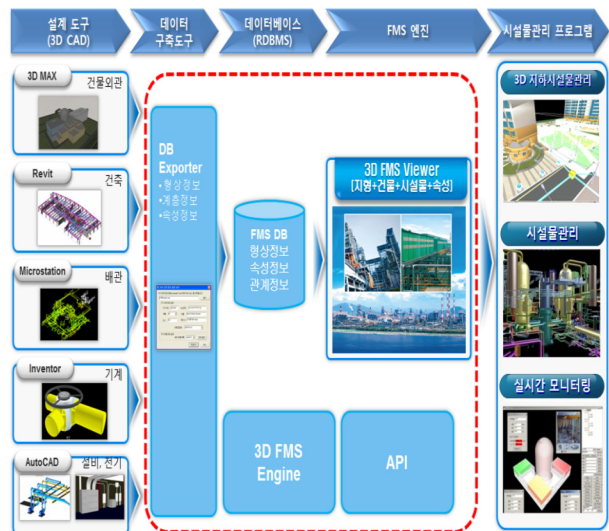 설계 도구
(3D CAD)
데이터
구축도구
데이터베이스
(RDBMS)
FMS 엔진
시설물관리 프로그램
3D MAX
건물외관
Revit
건축
Microstation
배관
Inventor
기계
AutoCAD
설비, 전기
DB
Exporter
•형상정보
•계층정보
•속성정보
FMS DB
형상정보
속성정보
관계정보
3D FMS Viewer
(지형+건물+시설물+속성)
3D FMS
Engine
API
3D 지하시설물관리
시설물관리
실시간 모니터링